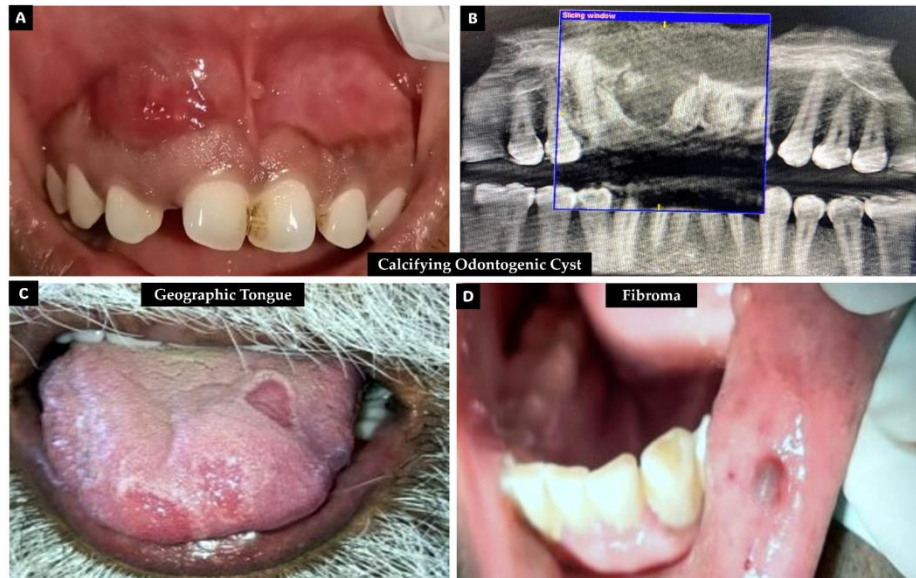 A
B
Slicing window
Calcifying Odontogenic Cyst
C
Geographic Tongue
D
Fibroma